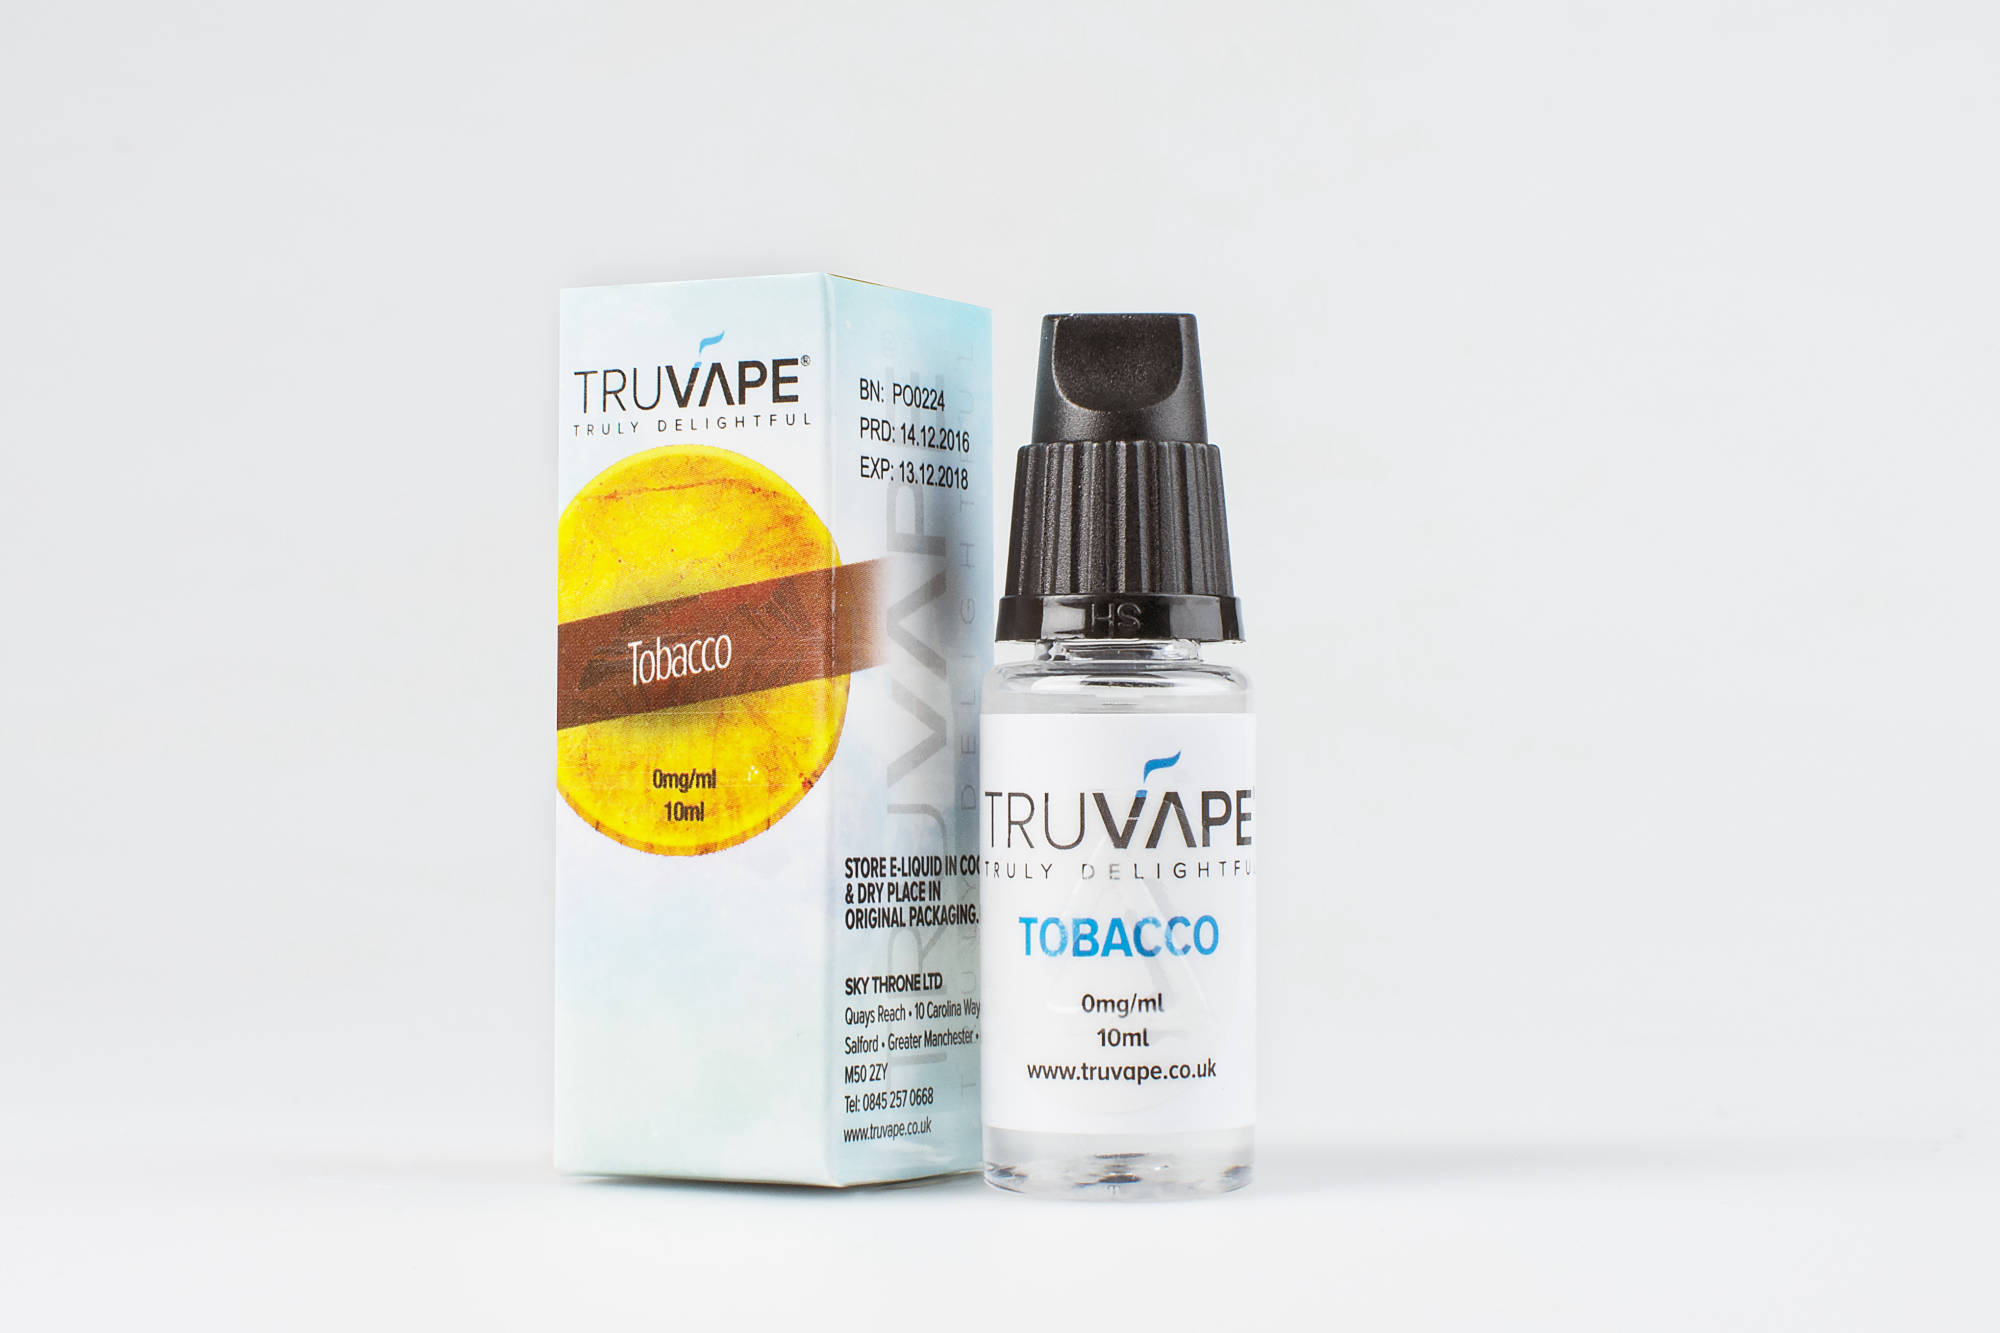 TRUVAPE®
TRULY DELIGHTFUL
Tobacco
0mg/ml
10ml
BN: PO0224
PRD: 14.12.2016
EXP: 13.12.2018
TRUVAPE®
TRULY DELIGHTFUL
STORE E-LIQUID IN
& DRY PLACE IN
ORIGINAL PACKAGING.
SKY THRONE LTD
Quays Reach • 10 Carolina Way
Salford • Greater Manchester •
M50 2ZY
Tel: 0845 257 0668
www.truvape.co.uk
HS
TRUVAPE
TRULY DELIGHTFUL
TOBACCO
0mg/ml
10ml
www.truvape.co.uk